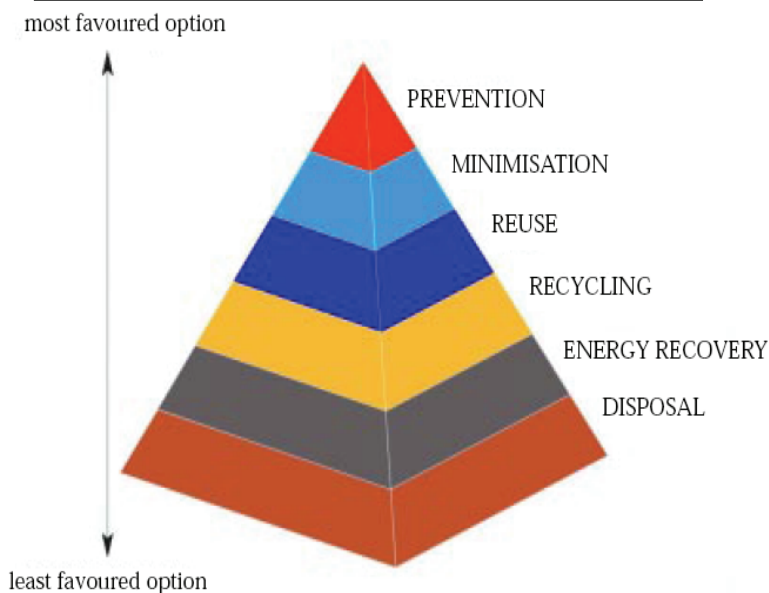 most favoured option
PREVENTION
MINIMISATION
REUSE
RECYCLING
ENERGY RECOVERY
DISPOSAL
least favoured option